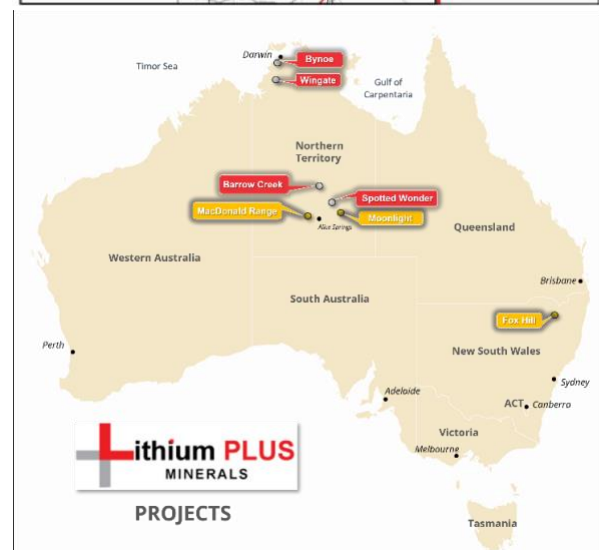 Darwin
Bynoe
Timor Sea
Wingate
Gulf of
Carpentaria
Northern
Territory
Barrow Creek
Spotted Wonder
MacDonald Range
Moonlight
Alice Springs
Queensland
Western Australia
Brisbane
South Australia
Fox Hill
Perth
New South Wales
Sydney
Adelaide
ACT
Canberra
Victoria
Melbourne
Lithium PLUS
MINERALS
PROJECTS
Tasmania